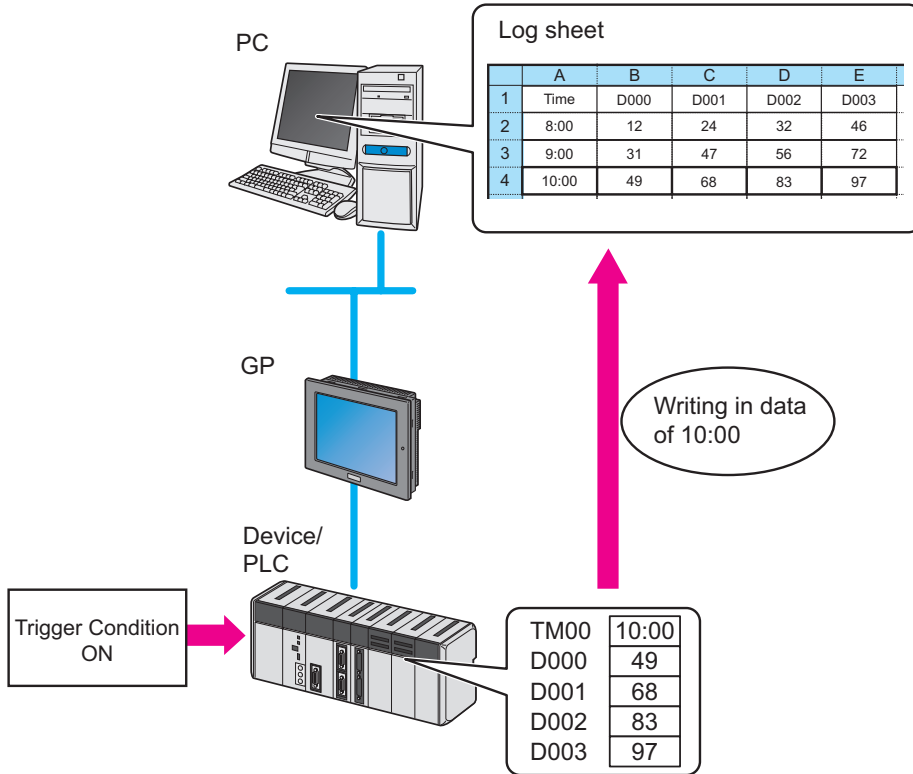 PC
Log sheet
A B C D E
1 Time D000 D001 D002 D003
2 8:00 12 24 32 46
3 9:00 31 47 56 72
4 10:00 49 68 83 97
GP
Writing in data
of 10:00
Device/
PLC
Trigger Condition
ON
TM00 10:00
D000 49
D001 68
D002 83
D003 97